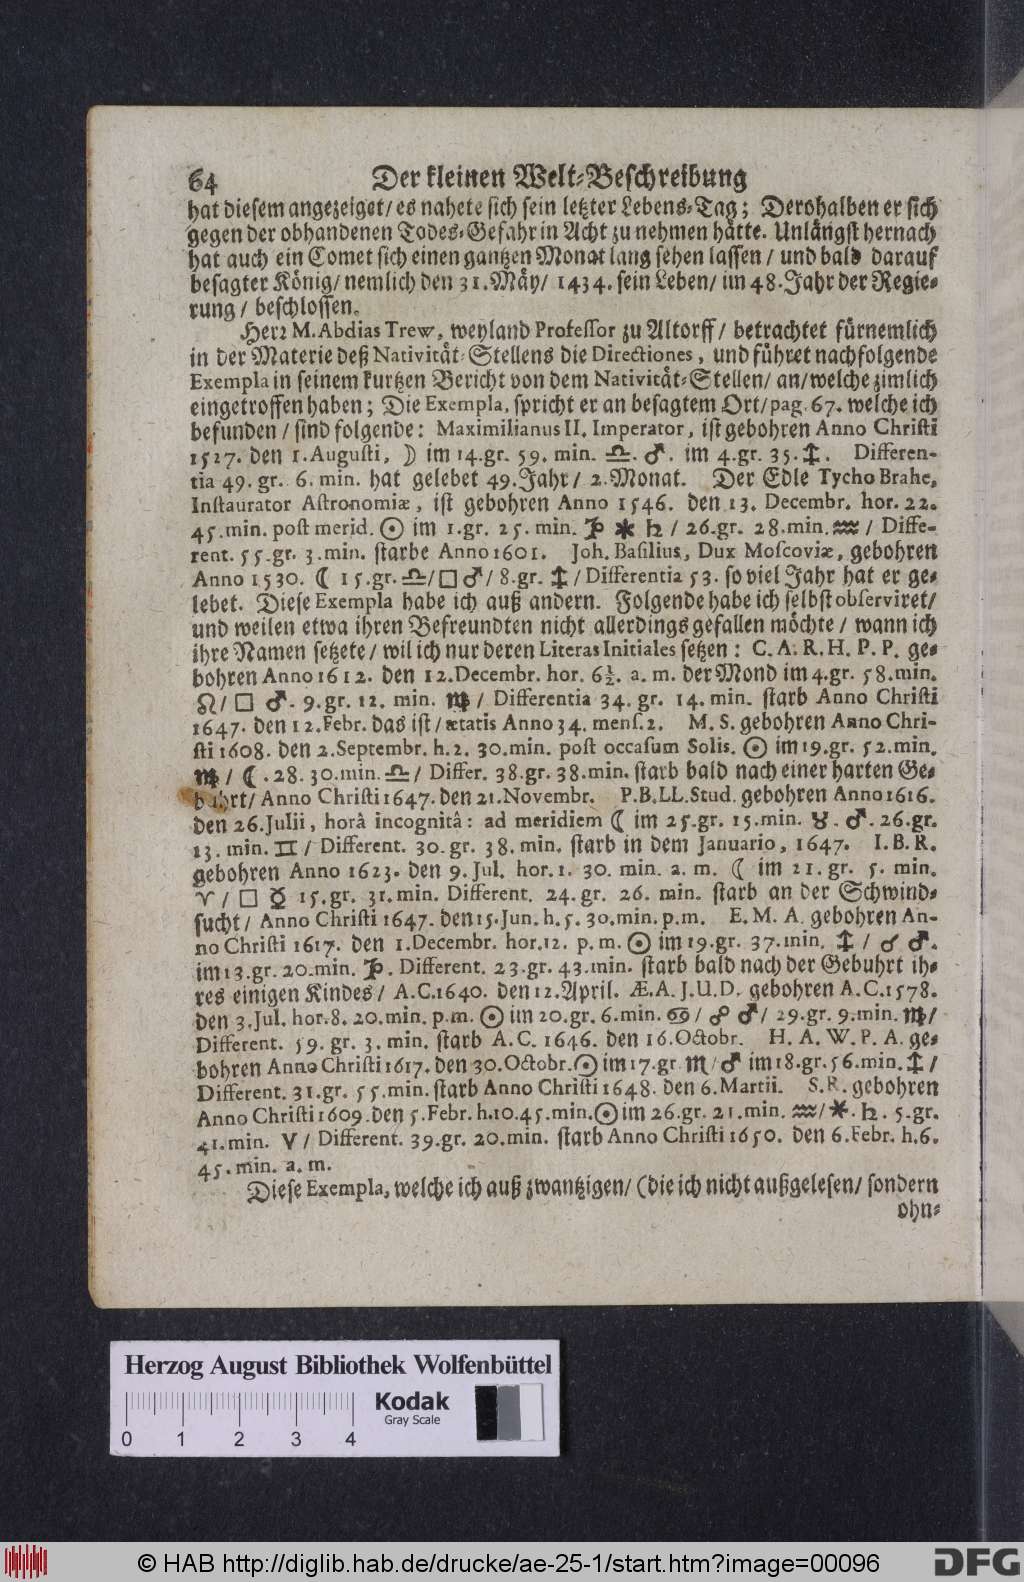 64 Der kleinen Welt-Beschreibung
hat diesem angezeiget/ es nahete sich sein letzter Lebens-Tag; Derohalben er sich
gegen der obhandenen Todes-Gefahr in Acht zu nehmen hätte. Unlängst hernach
hat auch ein Comet sich einen gantzen Monat lang sehen lassen / und bald darauf
besagter König/ nemlich den 31. Mäy/ 1434. sein Leben/ im 48. Jahr der Regie-
rung / beschlossen.
Herr M. Abdias Trew, weyland Professor zu Altorff / betrachtet fürnemlich
in der Materie deß Nativität-Stellens die Directiones, und führet nachfolgende
Exempla in seinem kurtzen Bericht von dem Nativität-Stellen/ an/ welche zimlich
eingetroffen haben; Die Exempla, spricht er an besagtem Ort/ pag. 67. welche ich
befunden / sind folgende: Maximilianus II. Imperator, ist gebohren Anno Christi
1527. den 1. Augusti, ☽ im 14. gr. 59. min. ♎. ♂. im 4. gr. 35. ♐. Differen-
tia 49. gr. 6. min. hat gelebet 49. Jahr/ 2. Monat. Der Edle Tycho Brahe,
Instaurator Astronomiæ, ist gebohren Anno 1546. den 13. Decembr. hor. 22.
45. min. post merid. ☉ im 1. gr. 25. min. ♑ ⚹ ♄ / 26. gr. 28. min. ♒ / Diffe-
rent. 55. gr. 3. min. starbe Anno 1601. Joh. Basilius, Dux Moscoviæ, gebohren
Anno 1530. ☾ 15. gr. ♎/ □ ♂/ 8. gr. ♐ / Differentia 53. so viel Jahr hat er ge-
lebet. Diese Exempla habe ich auß andern. Folgende habe ich selbst observiret/
und weilen etwa ihren Befreundten nicht allerdings gefallen möchte / wann ich
ihre Namen setzete/ wil ich nur deren Literas Initiales setzen: C. A. R. H. P. P. ge-
bohren Anno 1612. den 12. Decembr. hor. 6½. a. m. der Mond im 4. gr. 58. min.
♌/ □ ♂. 9. gr. 12. min. ♍ / Differentia 34. gr. 14. min. starb Anno Christi
1647. den 12. Febr. das ist / ætatis Anno 34. mens. 2. M. S. gebohren Anno Chri-
sti 1608. den 2. Septembr. h. 2. 30. min. post occasum Solis. ☉ im 19. gr. 52. min.
♍ / ☾. 28. 30. min. ♎ / Differ. 38. gr. 38. min. starb bald nach einer harten Ge-
buhrt/ Anno Christi 1647. den 21. Novembr. P. B. LL. Stud. gebohren Anno 1616.
den 26. Julii, horâ incognitâ: ad meridiem ☾ im 25. gr. 15. min. ♉. ♂. 26. gr.
13. min. ♊ / Different. 30. gr. 38. min. starb in dem Januario, 1647. I. B. R.
gebohren Anno 1623. den 9. Jul. hor. 1. 30. min. a. m. ☾ im 21. gr. 5. min.
♈ / □ ☿ 15. gr. 31. min. Different. 24. gr. 26. min. starb an der Schwind-
sucht / Anno Christi 1647. den 15. Jun. h. 5. 30. min. p. m. E. M. A. gebohren An-
no Christi 1617. den 1. Decembr. hor. 12. p. m. ☉ im 19. gr. 37. min. ♐ / ☌ ♂.
im 13. gr. 20. min. ♑. Different. 23. gr. 43. min. starb bald nach der Gebuhrt ih-
res einigen Kindes/ A. C. 1640. den 12. April. Æ. A. J. U. D. gebohren A. C. 1578.
den 3. Jul. hor. 8. 20. min. p. m. ☉ im 20. gr. 6. min. ♋ / ☍ ♂/ 29. gr. 9. min. ♍/
Different. 59. gr. 3. min. starb A. C. 1646. den 16. Octobr. H. A. W. P. A. ge-
bohren Anno Christi 1617. den 30. Octobr. ☉ im 17. gr. ♏/ ♂ im 18. gr. 56. min. ♐ /
Different. 31. gr. 55. min. starb Anno Christi 1648. den 6. Martii. S. R. gebohren
Anno Christi 1609. den 5. Febr. h. 10. 45. min. ☉ im 26. gr. 21. min. ♒/ ⚹. ♄. 5. gr.
41. min. ♈ / Different. 39. gr. 20. min. starb Anno Christi 1650. den 6. Febr. h. 6.
45. min. a. m.
Diese Exempla, welche ich auß zwantzigen/ (die ich nicht außgelesen/ sondern
ohn-
Herzog August Bibliothek Wolfenbüttel
Kodak
Gray Scale
0 1 2 3 4
© HAB http://diglib.hab.de/drucke/ae-25-1/start.htm?image=00096
DFG